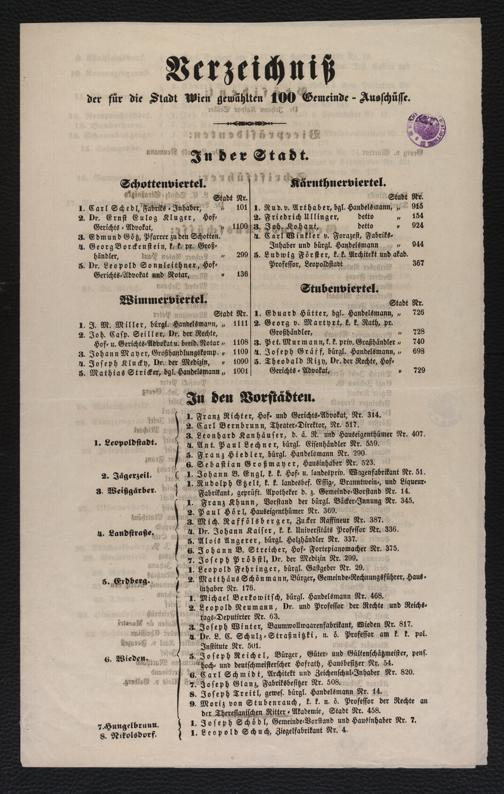 Verzeichniß
der für die Stadt Wien gewählten 100 Gemeinde-Ausschüsse.
In der Stadt.
Schottenviertel.
Stadt Nr.
1. Carl Schedl, Fabriks-Inhaber, „ 101
2. Dr. Ernst Eulog Kluger, Hof-
Gerichts-Advokat, „ 1100
3. Edmund Götz, Pfarrer zu den Schotten.
4. Georg Borckenstein, k. k. pr. Groß-
händler, „ 299
5. Dr. Leopold Sonnleithner, Hof-
Gerichts-Advokat und Notar, „ 136
Wimmerviertel.
Stadt Nr.
1. J. M. Miller, bürgl. Handelsmann, „ 1111
2. Joh. Casp. Seiller, Dr. der Rechte,
Hof- u. Gerichts-Advokat u. beeid. Notar „ 1108
3. Johann Mayer, Großhandlungskomp. „ 1109
4. Joseph Klucky, Dr. der Medizin, „ 1090
5. Mathias Stricker, bgl. Handelsmann „ 1001
Kärnthnerviertel.
Stadt Nr.
1. Rud. v. Arthaber, bgl. Handelsm., „ 945
2. Friedrich Ullinger, detto „ 154
3. Joh. Kohaut, detto „ 924
4. Carl Winkler v. Forazest, Fabriks-
Inhaber und bürgl. Handelsmann „ 944
5. Ludwig Förster, k. k. Architekt und akad.
Professor, Leopoldstadt 367
Stubenviertel.
Stadt Nr.
1. Eduard Hütter, bgl. Handelsmann, „ 726
2. Georg v. Martyrt, k. k. Rath, pr.
Großhändler, „ 728
3. Pet. Murmann, k. k. priv. Großhändler „ 740
4. Joseph Gräff, bürgl. Handelsmann, „ 698
5. Theobald Rizy, Dr. der Rechte, Hof-
Gerichts-Advokat, „ 729
In den Vorstädten.
1. Leopoldstadt.
1. Franz Richter, Hof- und Gerichts-Advokat, Nr. 314.
2. Carl Bernbrunn, Theater-Direktor, Nr. 517.
3. Leonhard Kanhäuser, d. ä. R. und Hauseigenthümer Nr. 407.
4. Ant. Paul Lechner, bürgl. Eisenhändler Nr. 559.
5. Franz Hiedler, bürgl. Handelsmann Nr. 290.
6. Sebastian Großmayer, Hausinhaber Nr. 523.
2. Jägerzeil.
1. Johann B. Engl, k. k. Hof- u. landespriv. Wagenfabrikant Nr. 51.
3. Weißgärber.
1. Rudolph Etzelt, k. k. landesbef. Essig-, Branntwein, und Liqueur-
Fabrikant, geprüft. Apotheker d. z. Gemeinde-Vorstand Nr. 14.
4. Landstraße.
1. Franz Khunn, Vorstand der bürgl. Bäcker-Innung Nr. 345.
2. Paul Hörl, Hauseigenthümer Nr. 369.
3. Mich. Raffölsberger, Zucker Raffineur Nr. 387.
4. Dr. Johann Kaiser, k. k. Universitäts Professor Nr. 336.
5. Alois Angerer, bürgl. Holzhändler Nr. 337.
6. Johann B. Streicher, Hof-Fortepianomacher Nr. 375.
7. Joseph Pröbstl, Dr. der Medizin Nr. 299.
5. Erdberg.
1. Leopold Fehringer, bürgl. Gastgeber Nr. 29.
2. Matthäus Schönmann, Bürger, Gemeinde-Rechnungsführer, Haus-
inhaber Nr. 176.
6. Wieden.
1. Michael Berkowitsch, bürgl. Handelsmann Nr. 468.
2. Leopold Neumann, Dr. und Professor der Rechte und Reichs-
tags-Deputirter Nr. 63.
3. Joseph Winter, Baumwollwarenfabrikant, Wieden Nr. 817.
4. Dr. L. C. Schulz-Straßnitzki, n. ö. Professor am k. k. pol.
Institute Nr. 501.
5. Joseph Reichel, Bürger, Güter- und Gültenschätzmeister, pens.
hoch- und deutschmeisterischer Hofrath, Hausbesitzer Nr. 54.
6. Carl Schmidt, Architekt und Zeichenschul-Inhaber Nr. 820.
7. Joseph Glanz, Fabriksbesitzer Nr. 508.
8. Joseph Treitl, gewes. bürgl. Handelsmann Nr. 14.
9. Moriz von Stubenrauch, k. k. n. ö. Professor der Rechte an
der Theresianischen Ritter-Akademie, Stadt Nr. 458.
7. Hungelbrunn.
1. Joseph Schödl, Gemeinde-Vorstand und Hausinhaber Nr. 7.
8. Nikolsdorf.
1. Leopold Schuch, Ziegelfabrikant Nr. 4.